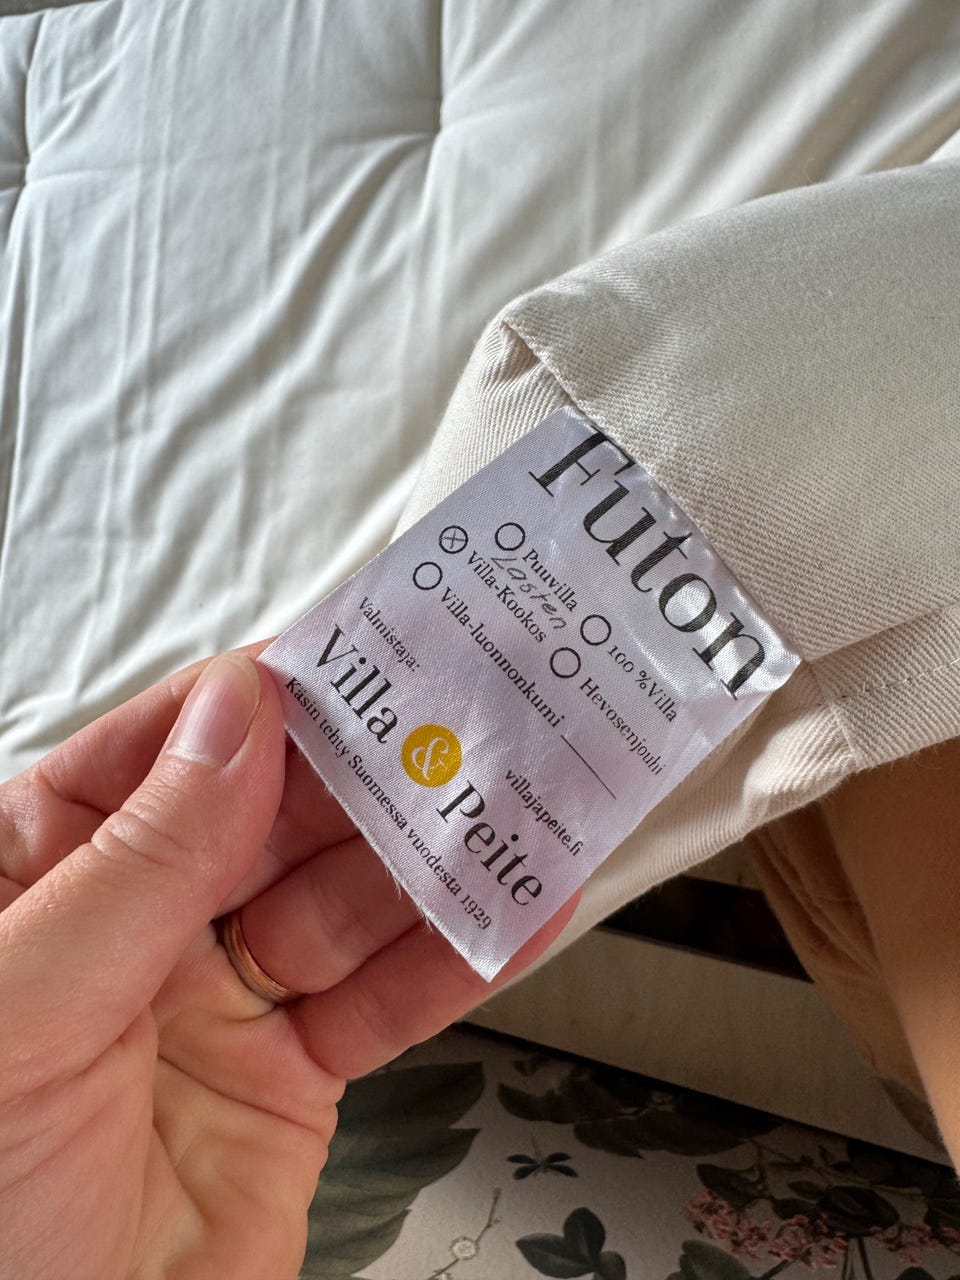 Futon
Puuvilla
100 %Villa
Lasten
Villa-Kookos
Hevosenjouhi
Villa-luonnonkumi
Valmistaja:
villajapeite.fi
Villa & Peite
Käsin tehty Suomessa vuodesta 1929